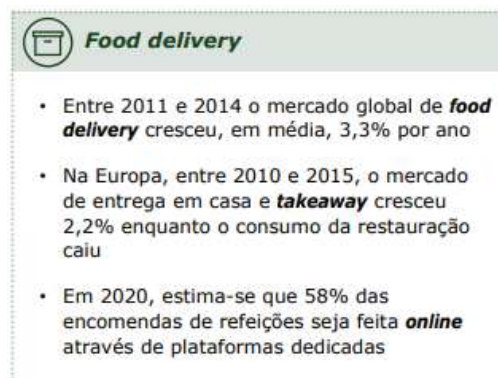 Food delivery
• Entre 2011 e 2014 o mercado global de food
delivery cresceu, em média, 3,3% por ano
• Na Europa, entre 2010 e 2015, o mercado
de entrega em casa e takeaway cresceu
2,2% enquanto o consumo da restauração
caiu
• Em 2020, estima-se que 58% das
encomendas de refeições seja feita online
através de plataformas dedicadas